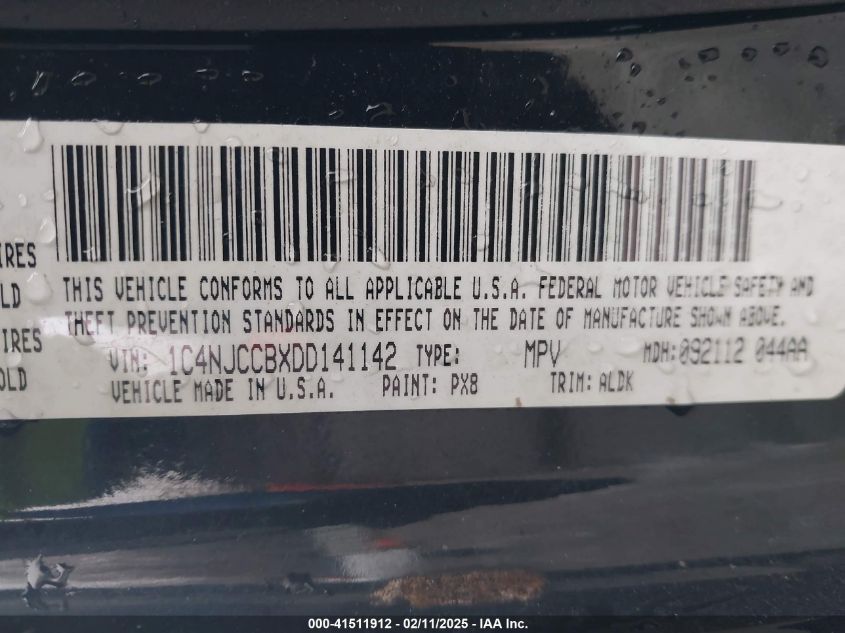 IRES
OLD
THIS VEHICLE CONFORMS TO ALL APPLICABLE U.S.A. FEDERAL MOTOR VEHICLE SAFETY AND
THEFT PREVENTION STANDARDS IN EFFECT ON THE DATE OF MANUFACTURE SHOWN ABOVE.
IRES
OLD
VIN: 1C4NJCCBXDD141142 TYPE: MPV MDH:092112 044AA
VEHICLE MADE IN U.S.A. PAINT: PX8 TRIM: ALDK
000-41511912 - 02/11/2025 - © IAA Inc.